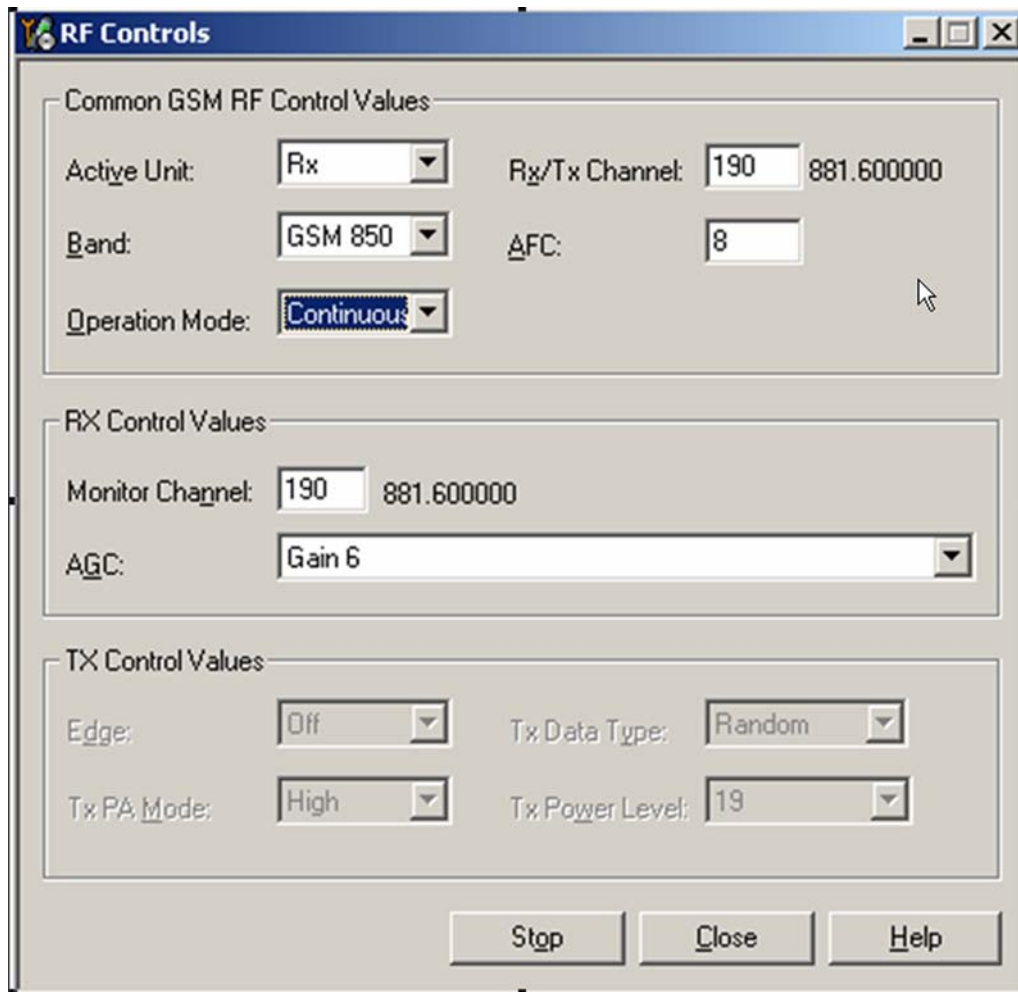 RF Controls
Common GSM RF Control Values
Active Unit: Rx Rx/Tx Channel: 190 881.600000
Band: GSM 850 AFC: 8
Operation Mode: Continuous
RX Control Values
Monitor Channel: 190 881.600000
AGC: Gain 6
TX Control Values
Edge: Off Tx Data Type: Random
Tx PA Mode: High Tx Power Level: 19
Stop Close Help